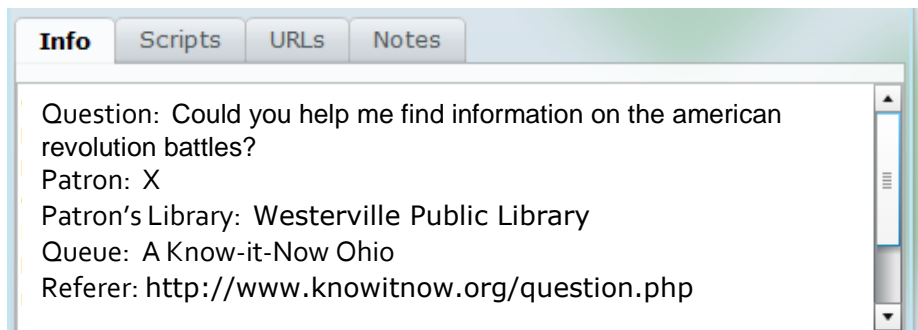 Info Scripts URLs Notes
Question: Could you help me find information on the american
revolution battles?
Patron: X
Patron's Library: Westerville Public Library
Queue: A Know-it-Now Ohio
Referer: http://www.knowitnow.org/question.php